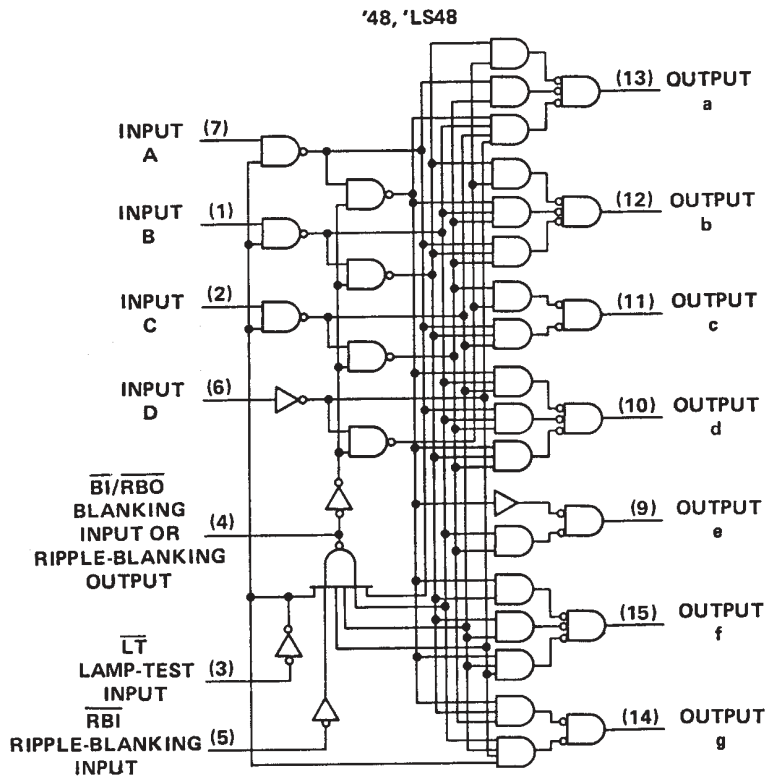 '48, 'LS48
(13) OUTPUT
a
INPUT (7)
A
(12) OUTPUT
b
INPUT (1)
B
(11) OUTPUT
c
INPUT (2)
C
(10) OUTPUT
d
INPUT (6)
D
(9) OUTPUT
e
BI/RBO
BLANKING
INPUT OR (4)
RIPPLE-BLANKING
OUTPUT
(15) OUTPUT
f
LT
LAMP-TEST (3)
INPUT
RBI
RIPPLE-BLANKING (5)
INPUT
(14) OUTPUT
g